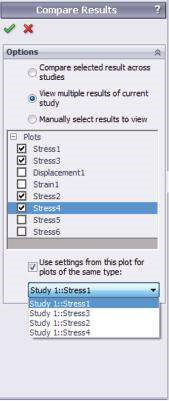 Compare Results ?
Options
Compare selected result across
studies
View multiple results of current
study
Manually select results to view
Plots
Stress1
Stress3
Displacement1
Strain1
Stress2
Stress4
Stress5
Stress6
Use settings from this plot for
plots of the same type:
Study 1::Stress1
Study 1::Stress1
Study 1::Stress3
Study 1::Stress2
Study 1::Stress4